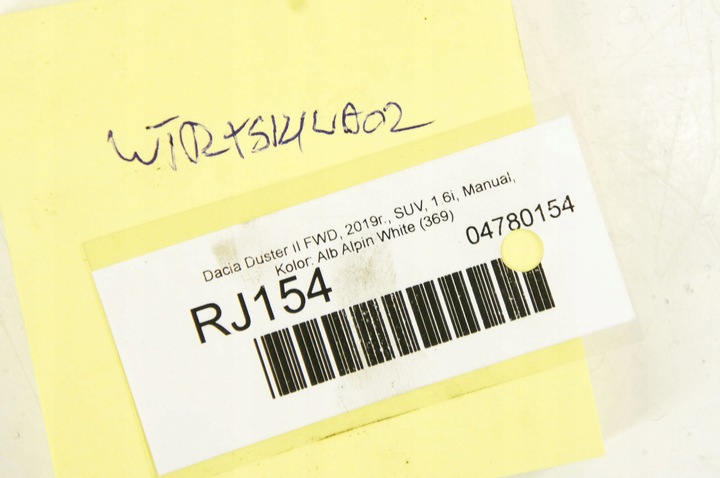 WTRYSKIWACZ
Dacia Duster II FWD, 2019r., SUV, 1 6i, Manual,
Kolor: Alb Alpin White (369)
RJ154
04780154